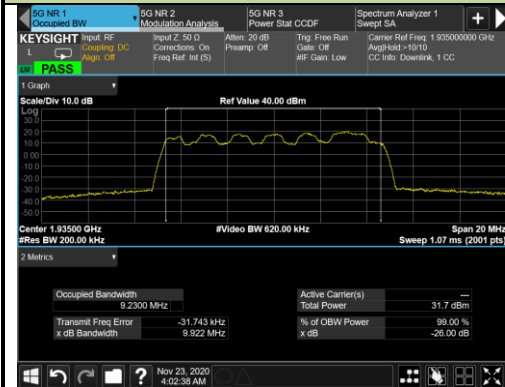 5G NR 1
Occupied BW
5G NR 2
Modulation Analysis
5G NR 3
Power Stat CCDF
Spectrum Analyzer 1
Swept SA
+
KEYSIGHT
L
PASS
Input: RF
Coupling: DC
Align: Off
Input Z: 50 Ω
Corrections: On
Freq Ref: Int (S)
Atten: 20 dB
Preamp: Off
Trig: Free Run
Gate: Off
#IF Gain: Low
Carrier Ref Freq: 1.935000000 GHz
Avg|Hold:>10/10
CC Info: Downlink, 1 CC
1 Graph
Scale/Div 10.0 dB
Ref Value 40.00 dBm
Log
30.0
20.0
10.0
0.00
-10.0
-20.0
-30.0
-40.0
-50.0
Center 1.93500 GHz
#Video BW 620.00 kHz
Span 20 MHz
#Res BW 200.00 kHz
Sweep 1.07 ms (2001 pts)
2 Metrics
Occupied Bandwidth
9.2300 MHz
Transmit Freq Error -31.743 kHz
x dB Bandwidth 9.922 MHz
Active Carrier(s) ---
Total Power 31.7 dBm
% of OBW Power 99.00 %
x dB -26.00 dB
?
Nov 23, 2020
4:02:38 AM